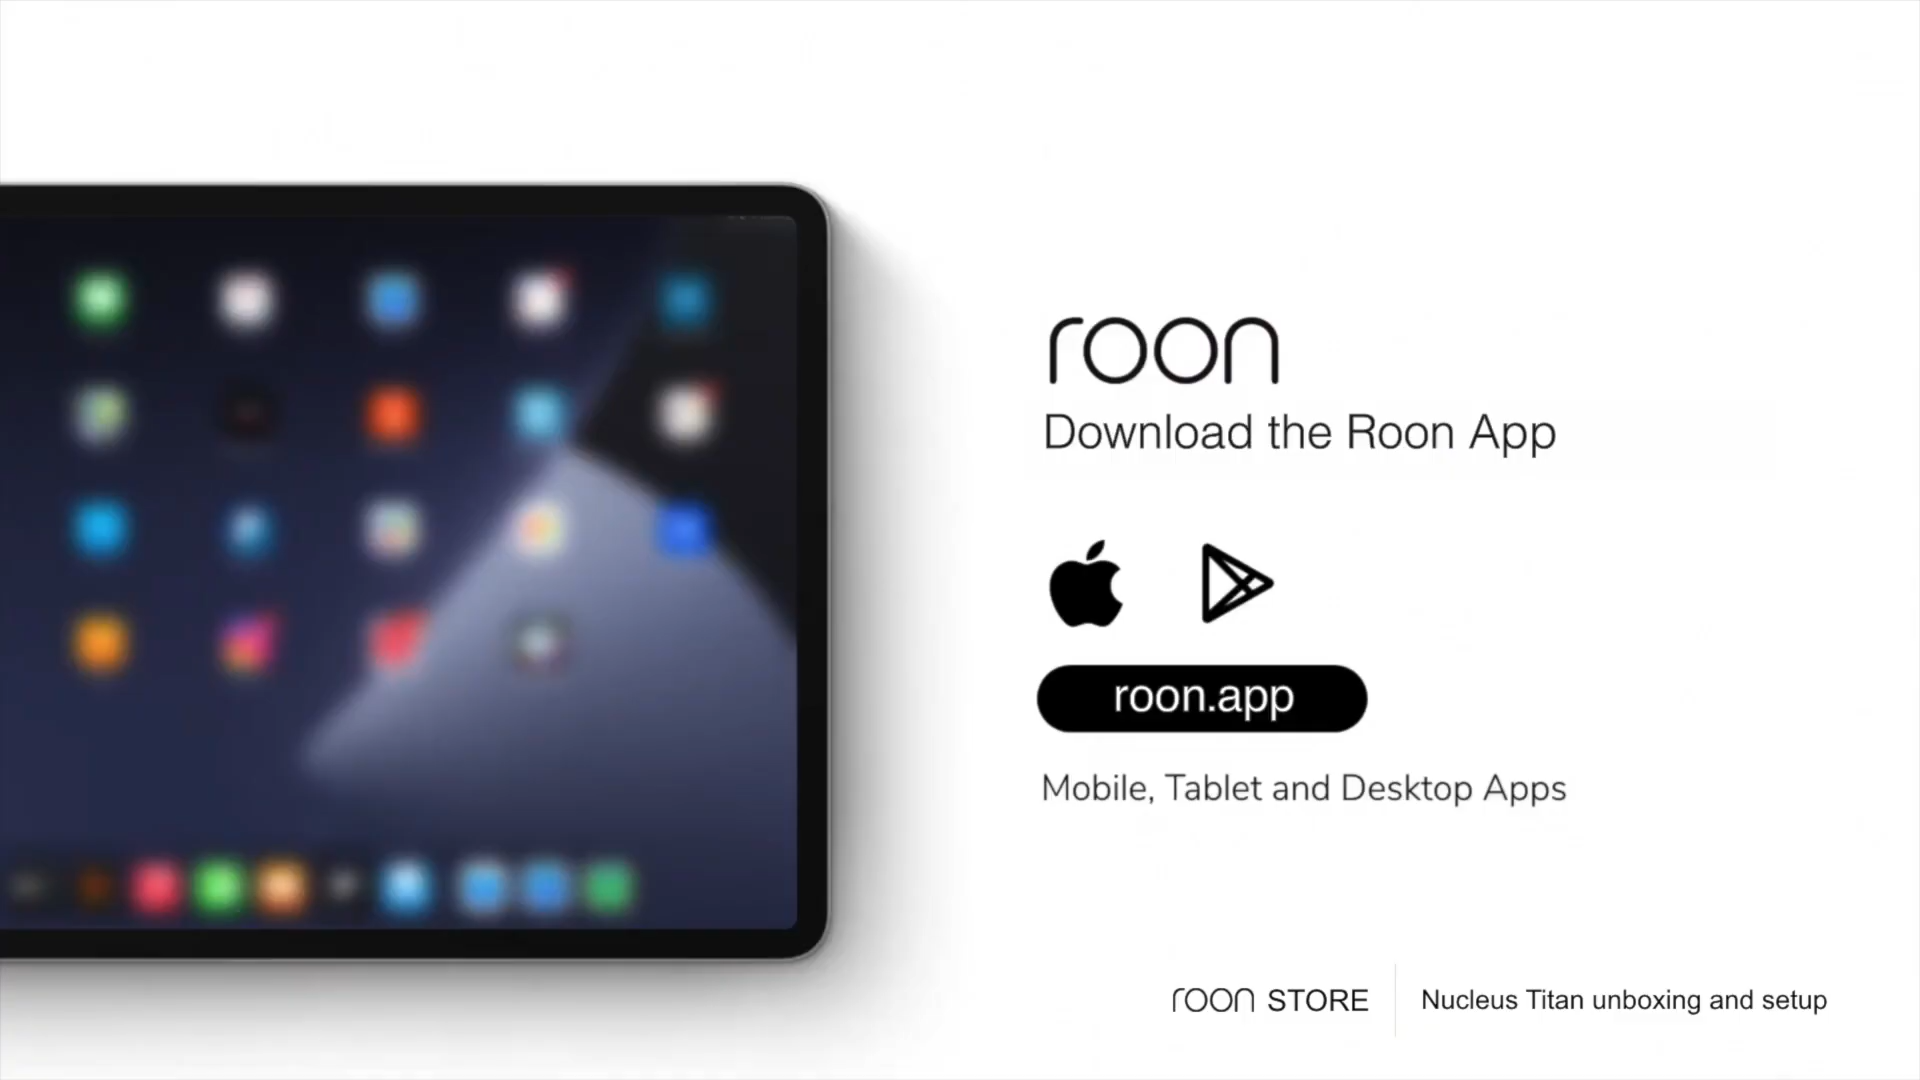 roon
Download the Roon App
roon.app
Mobile, Tablet and Desktop Apps
roon STORE
Nucleus Titan unboxing and setup